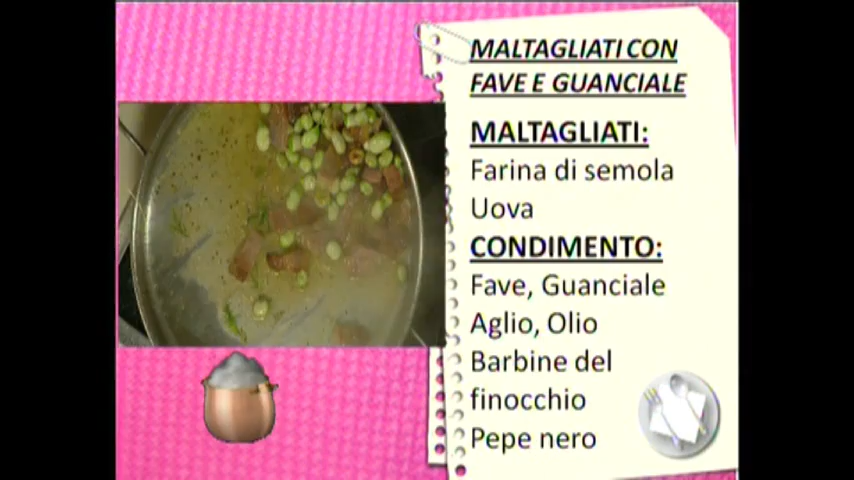 MALTAGLIATI CON
FAVE E GUANCIALE
MALTAGLIATI:
Farina di semola
Uova
CONDIMENTO:
Fave, Guanciale
Aglio, Olio
Barbine del
finocchio
Pepe nero